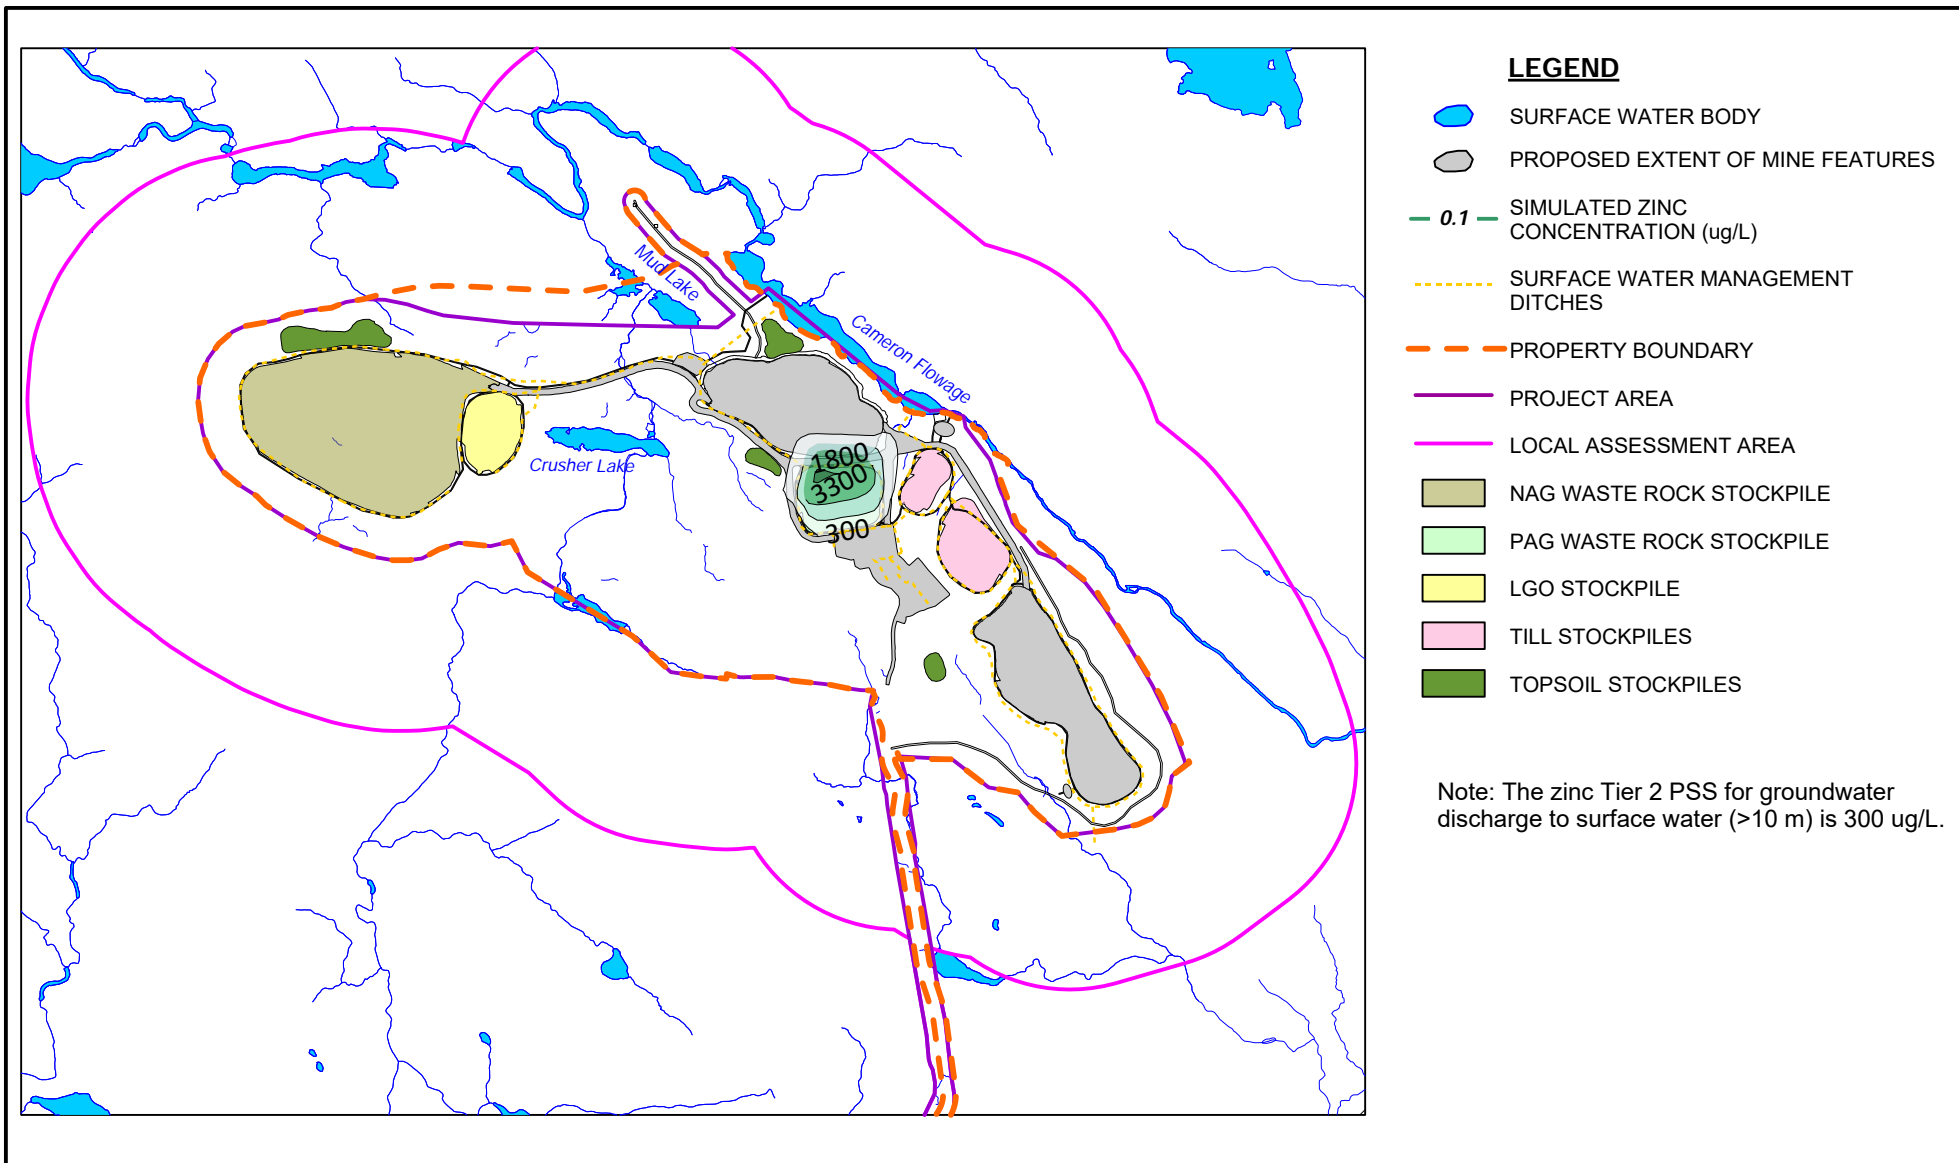 LEGEND
SURFACE WATER BODY
PROPOSED EXTENT OF MINE FEATURES
0.1
SIMULATED ZINC
CONCENTRATION (ug/L)
SURFACE WATER MANAGEMENT
DITCHES
PROPERTY BOUNDARY
PROJECT AREA
LOCAL ASSESSMENT AREA
NAG WASTE ROCK STOCKPILE
PAG WASTE ROCK STOCKPILE
LGO STOCKPILE
TILL STOCKPILES
TOPSOIL STOCKPILES
Note: The zinc Tier 2 PSS for groundwater
discharge to surface water (>10 m) is 300 ug/L.
Mud Lake
Cameron Flowage
Crusher Lake
1800
3300
300